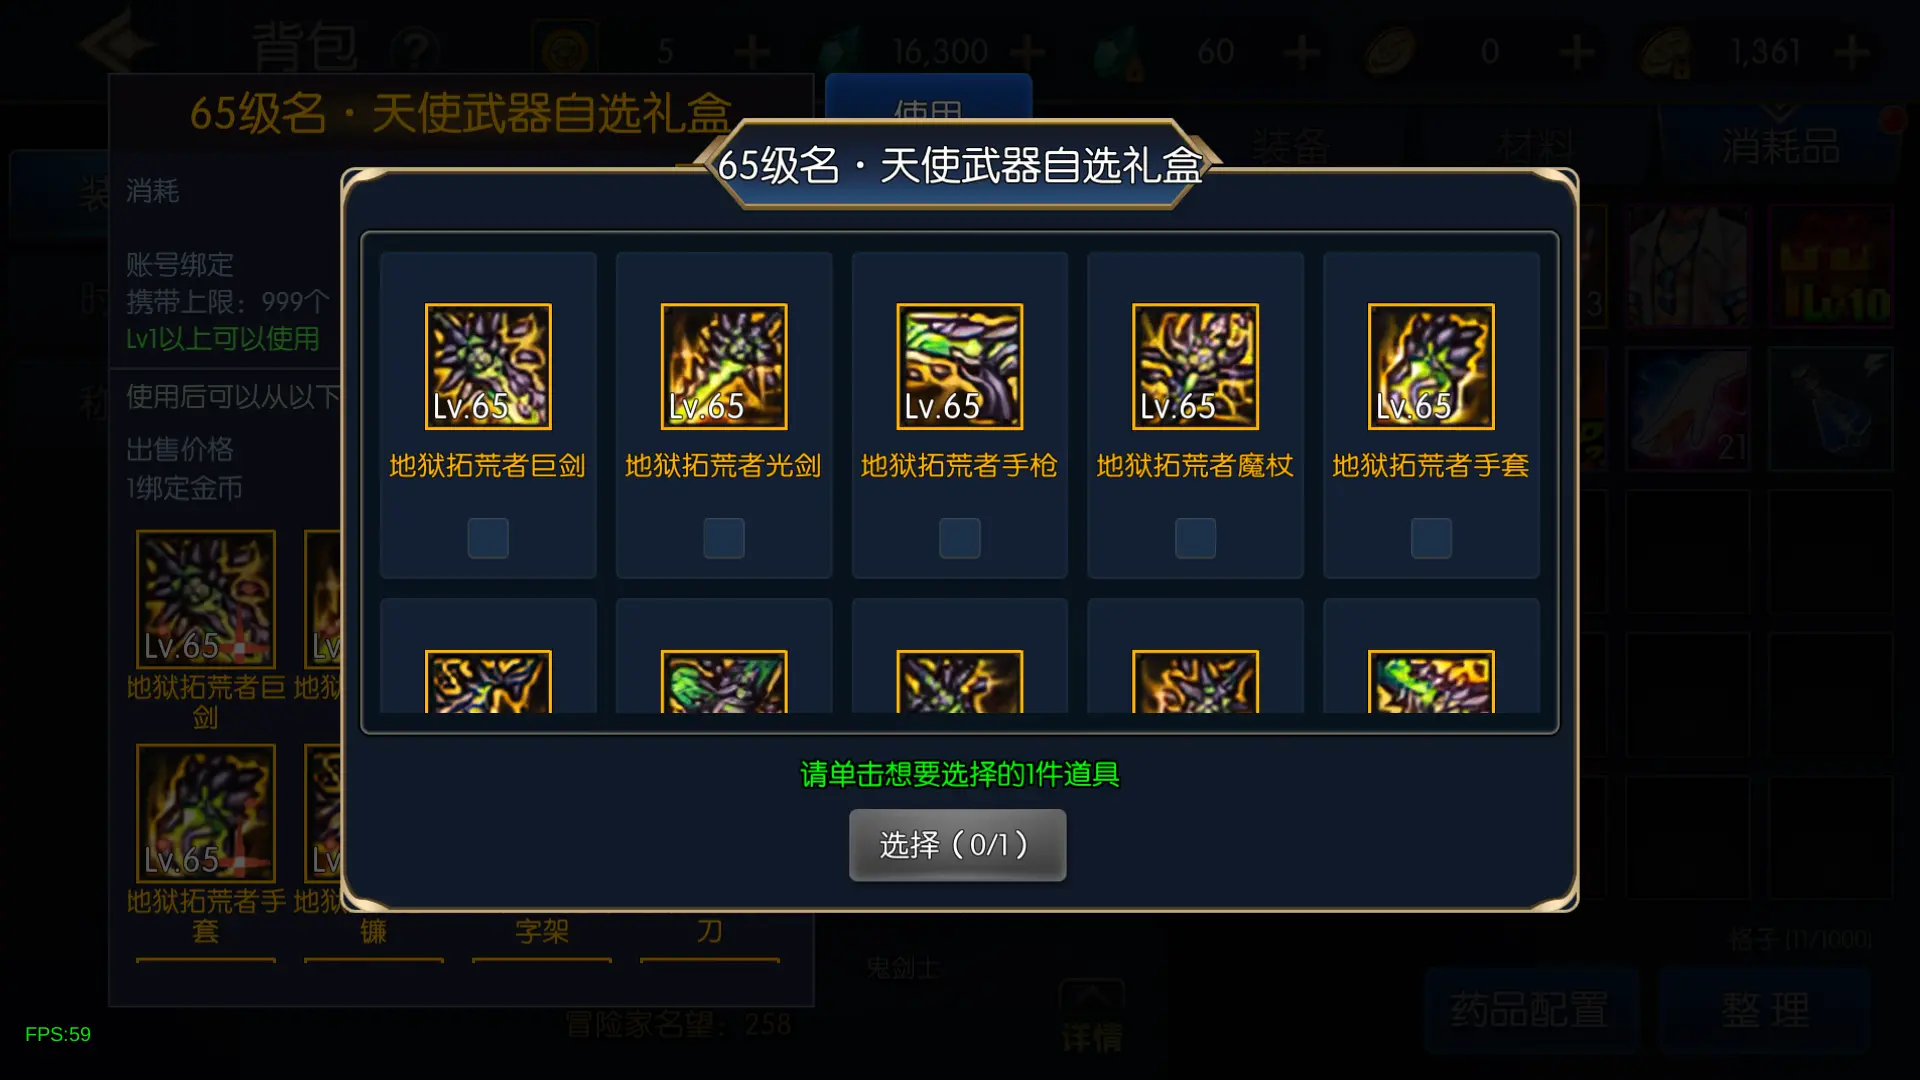 背包 ? 5 16,300 60 0 1,361
65级名·天使武器自选礼盒
使用
装备
材料
消耗品
65级名·天使武器自选礼盒
消耗
账号绑定
携带上限：999个
Lv1以上可以使用
使用后可以从以下
出售价格
1绑定金币
Lv.65
地狱拓荒者巨剑
Lv.65
地狱拓荒者手套
镰
字架
刀
Lv.65
地狱拓荒者巨剑
Lv.65
地狱拓荒者光剑
Lv.65
地狱拓荒者手枪
Lv.65
地狱拓荒者魔杖
Lv.65
地狱拓荒者手套
请单击想要选择的1件道具
选择（0/1）
3
Lv10
21
格子 (11/1000)
鬼剑士
冒险家名望：258
详情
药品配置
整 理
FPS:59